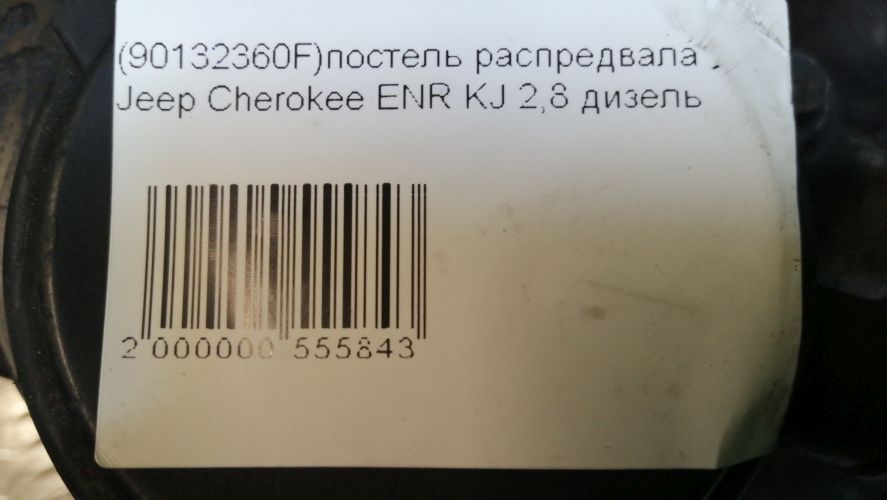 (90132360F)постель распредвала
Jeep Cherokee ENR KJ 2,8 дизель
2 000000 555843